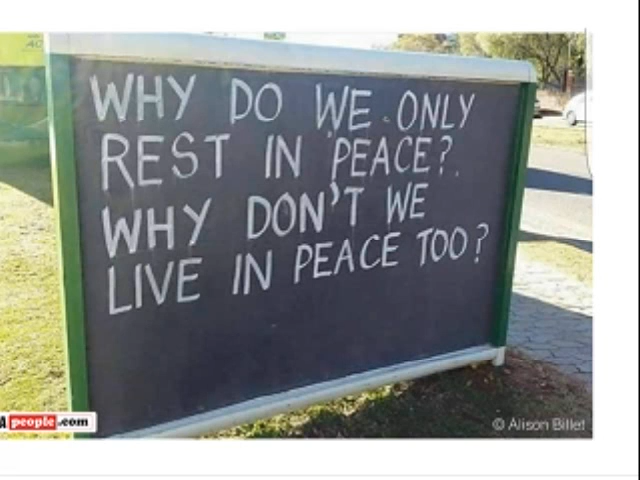 WHY DO WE ONLY
REST IN PEACE?
WHY DON'T WE
LIVE IN PEACE TOO?
A people.com
© Alison Billet